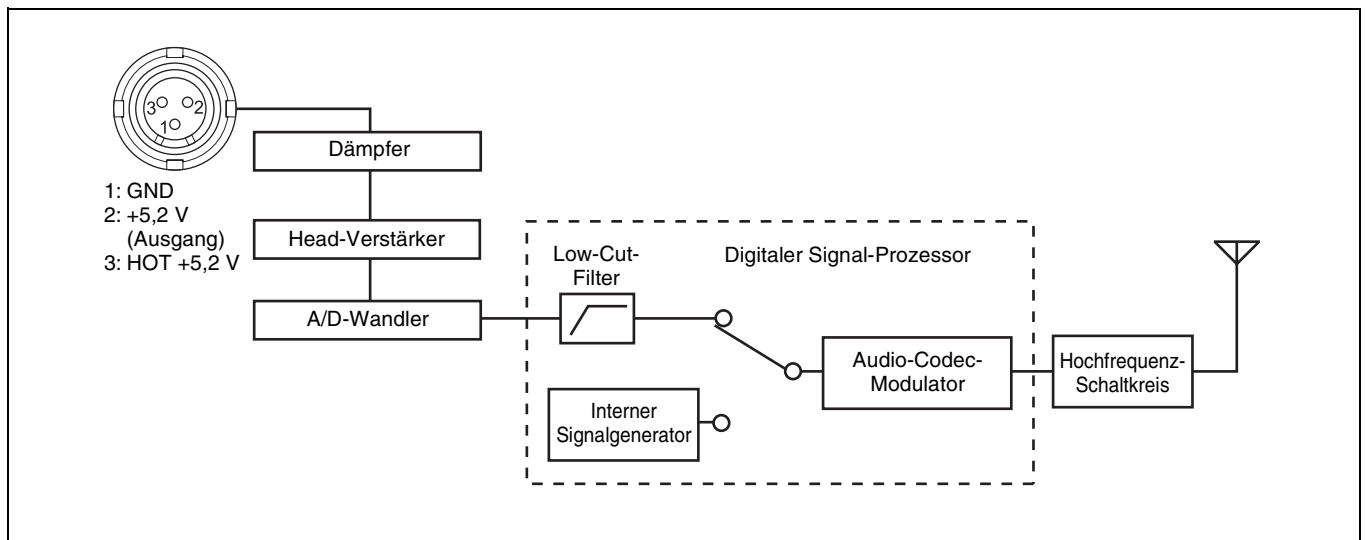 3
2
1
1: GND
2: +5,2 V
(Ausgang)
3: HOT +5,2 V
Dämpfer
Head-Verstärker
A/D-Wandler
Low-Cut-
Filter
Digitaler Signal-Prozessor
Interner
Signalgenerator
Audio-Codec-
Modulator
Hochfrequenz-
Schaltkreis